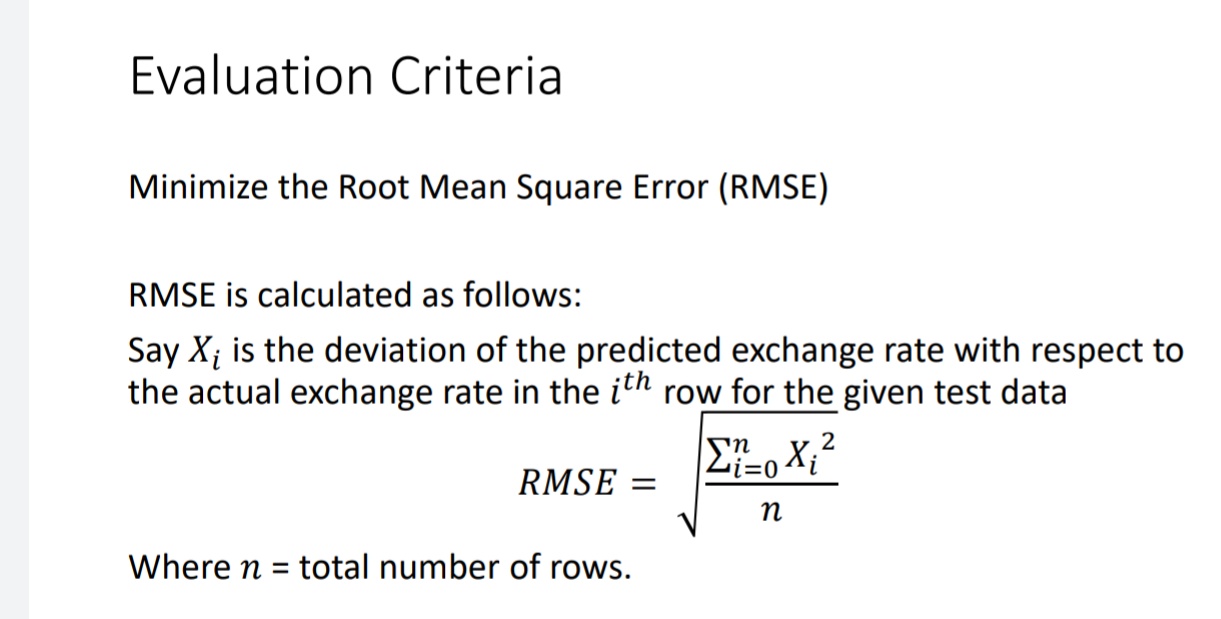 Evaluation Criteria
Minimize the Root Mean Square Error (RMSE)
RMSE is calculated as follows:
Say $X_i$ is the deviation of the predicted exchange rate with respect to
the actual exchange rate in the $i^{th}$ row for the given test data
$RMSE = \sqrt{\frac{\sum_{i=0}^{n} X_i^2}{n}}$
Where $n$ = total number of rows.